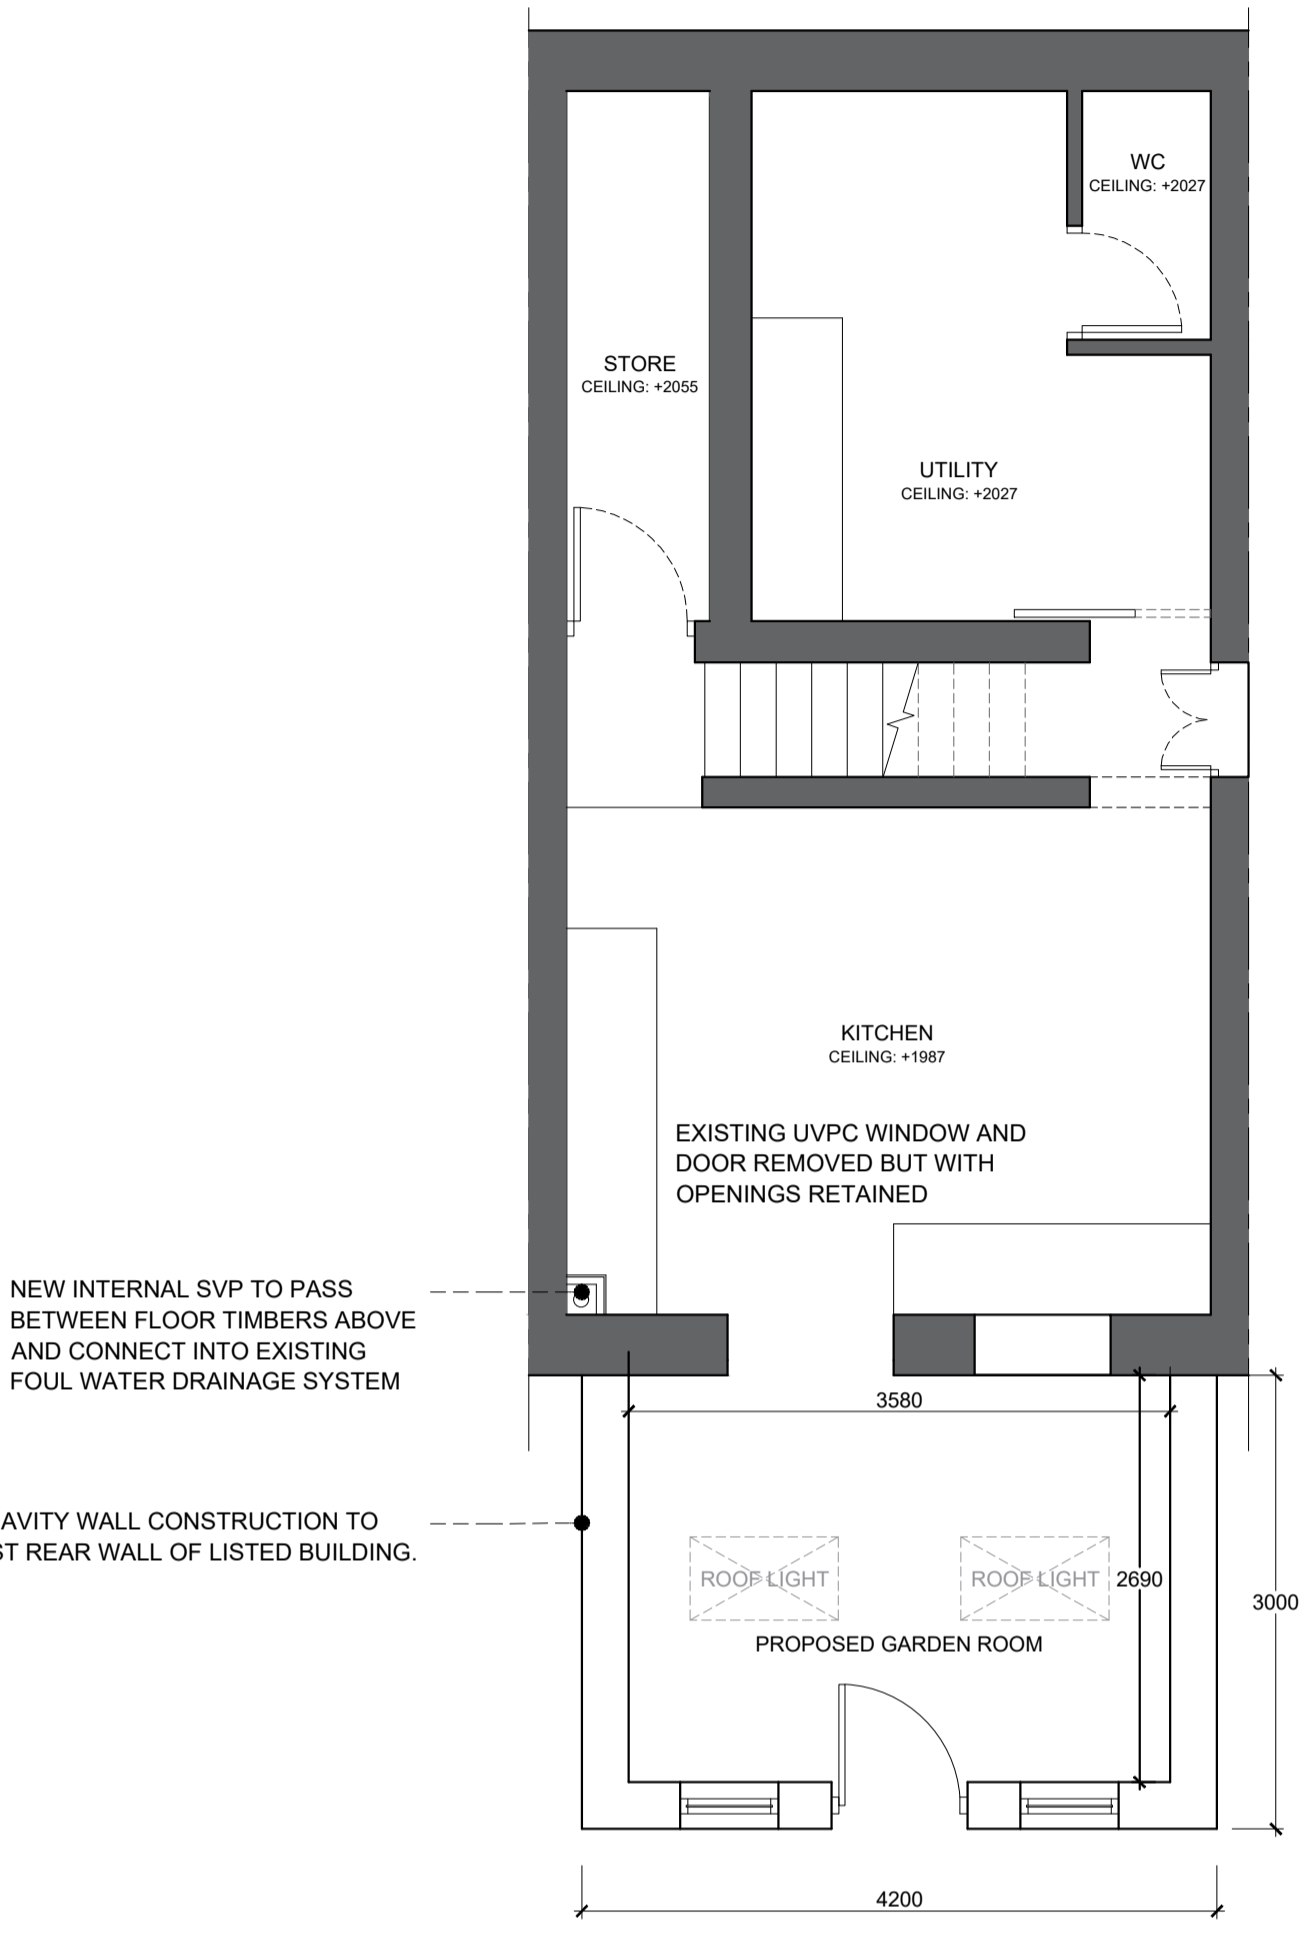 WC
CEILING: +2027
STORE
CEILING: +2055
UTILITY
CEILING: +2027
KITCHEN
CEILING: +1987
EXISTING UVPC WINDOW AND
DOOR REMOVED BUT WITH
OPENINGS RETAINED
NEW INTERNAL SVP TO PASS
BETWEEN FLOOR TIMBERS ABOVE
AND CONNECT INTO EXISTING
FOUL WATER DRAINAGE SYSTEM
3580
WALL CONSTRUCTION TO
REAR WALL OF LISTED BUILDING.
ROOF LIGHT
ROOF LIGHT
2690
3000
PROPOSED GARDEN ROOM
4200